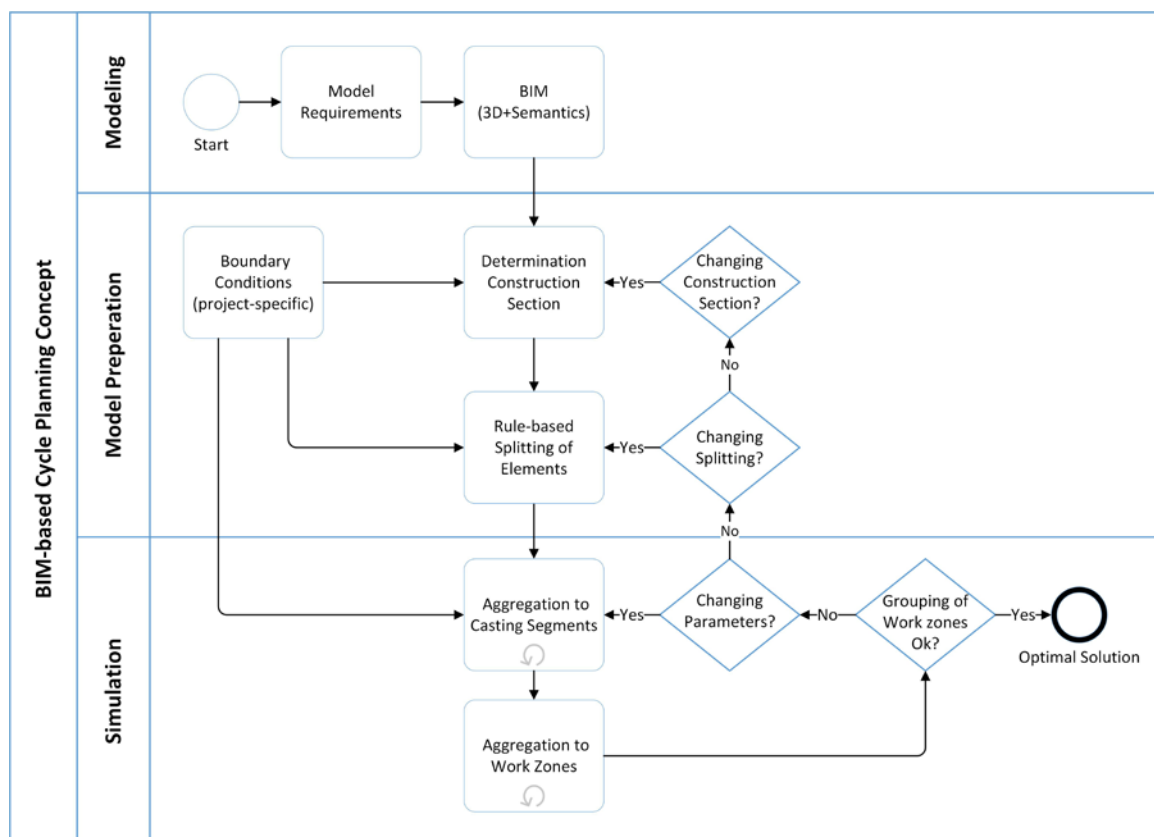 BIM-based Cycle Planning Concept
Modeling
Start
Model
Requirements
BIM
(3D+Semantics)
Model Preperation
Boundary
Conditions
(project-specific)
Determination
Construction
Section
Yes
Changing
Construction
Section?
No
Rule-based
Splitting of
Elements
Yes
Changing
Splitting?
No
Simulation
Aggregation to
Casting Segments
Yes
Changing
Parameters?
No
Grouping of
Work zones
Ok?
Yes
Optimal Solution
Aggregation to
Work Zones